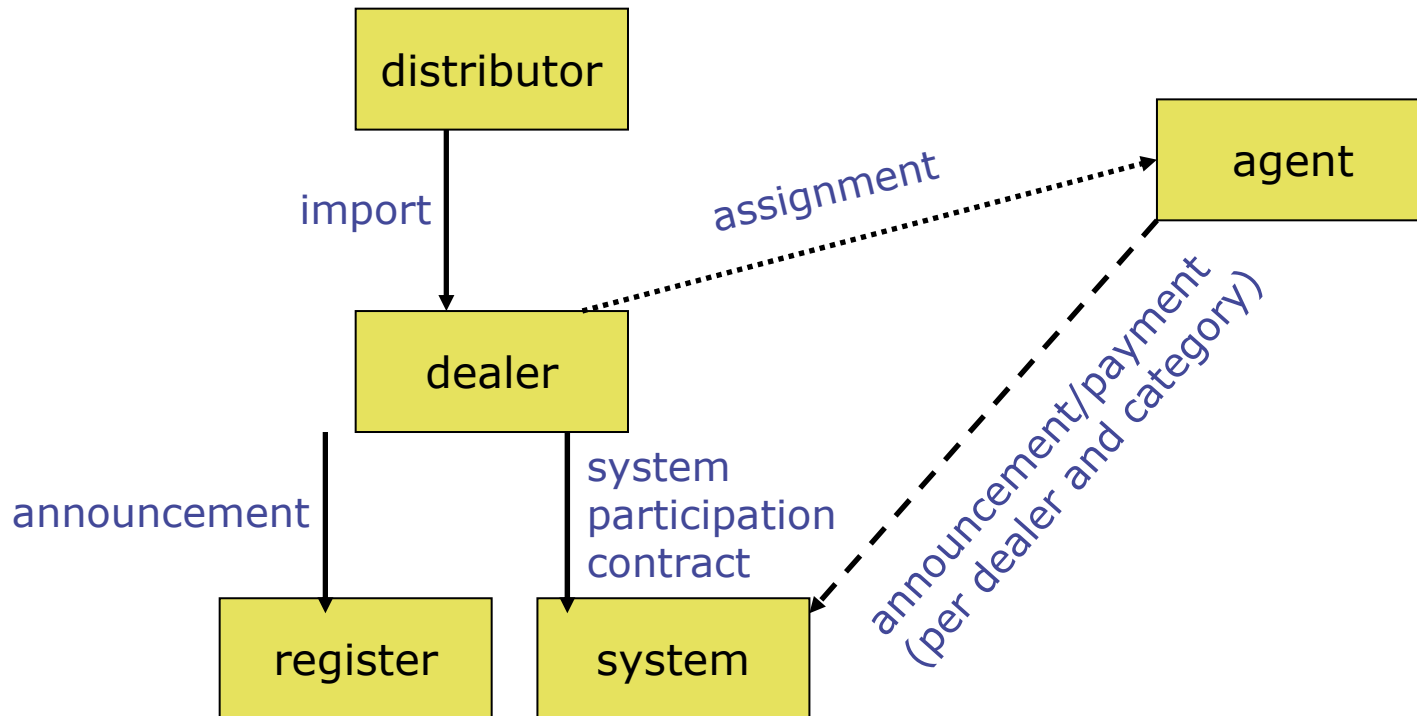 distributor
agent
assignment
import
dealer
announcement/payment
(per dealer and category)
system
participation
contract
announcement
register
system